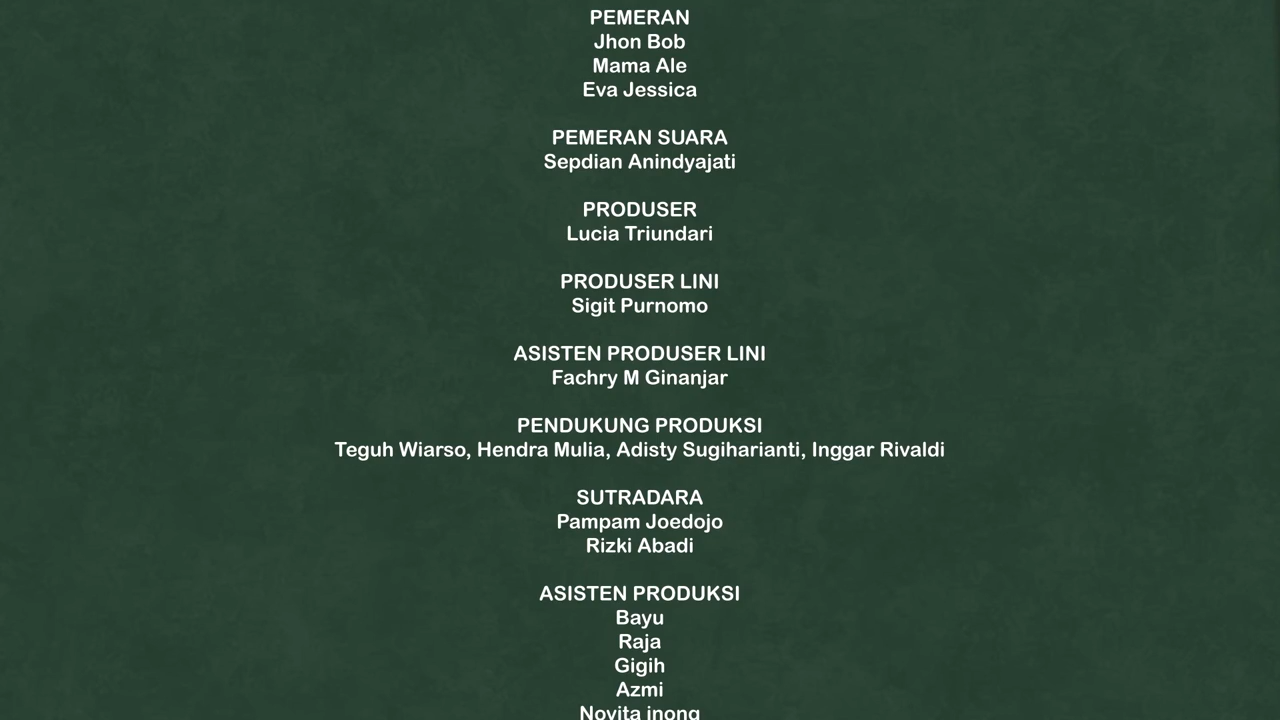 PEMERAN
Jhon Bob
Mama Ale
Eva Jessica
PEMERAN SUARA
Sepdian Anindyajati
PRODUSER
Lucia Triundari
PRODUSER LINI
Sigit Purnomo
ASISTEN PRODUSER LINI
Fachry M Ginanjar
PENDUKUNG PRODUKSI
Teguh Wiarso, Hendra Mulia, Adisty Sugiharianti, Inggar Rivaldi
SUTRADARA
Pampam Joedojo
Rizki Abadi
ASISTEN PRODUKSI
Bayu
Raja
Gigih
Azmi
Novita inong